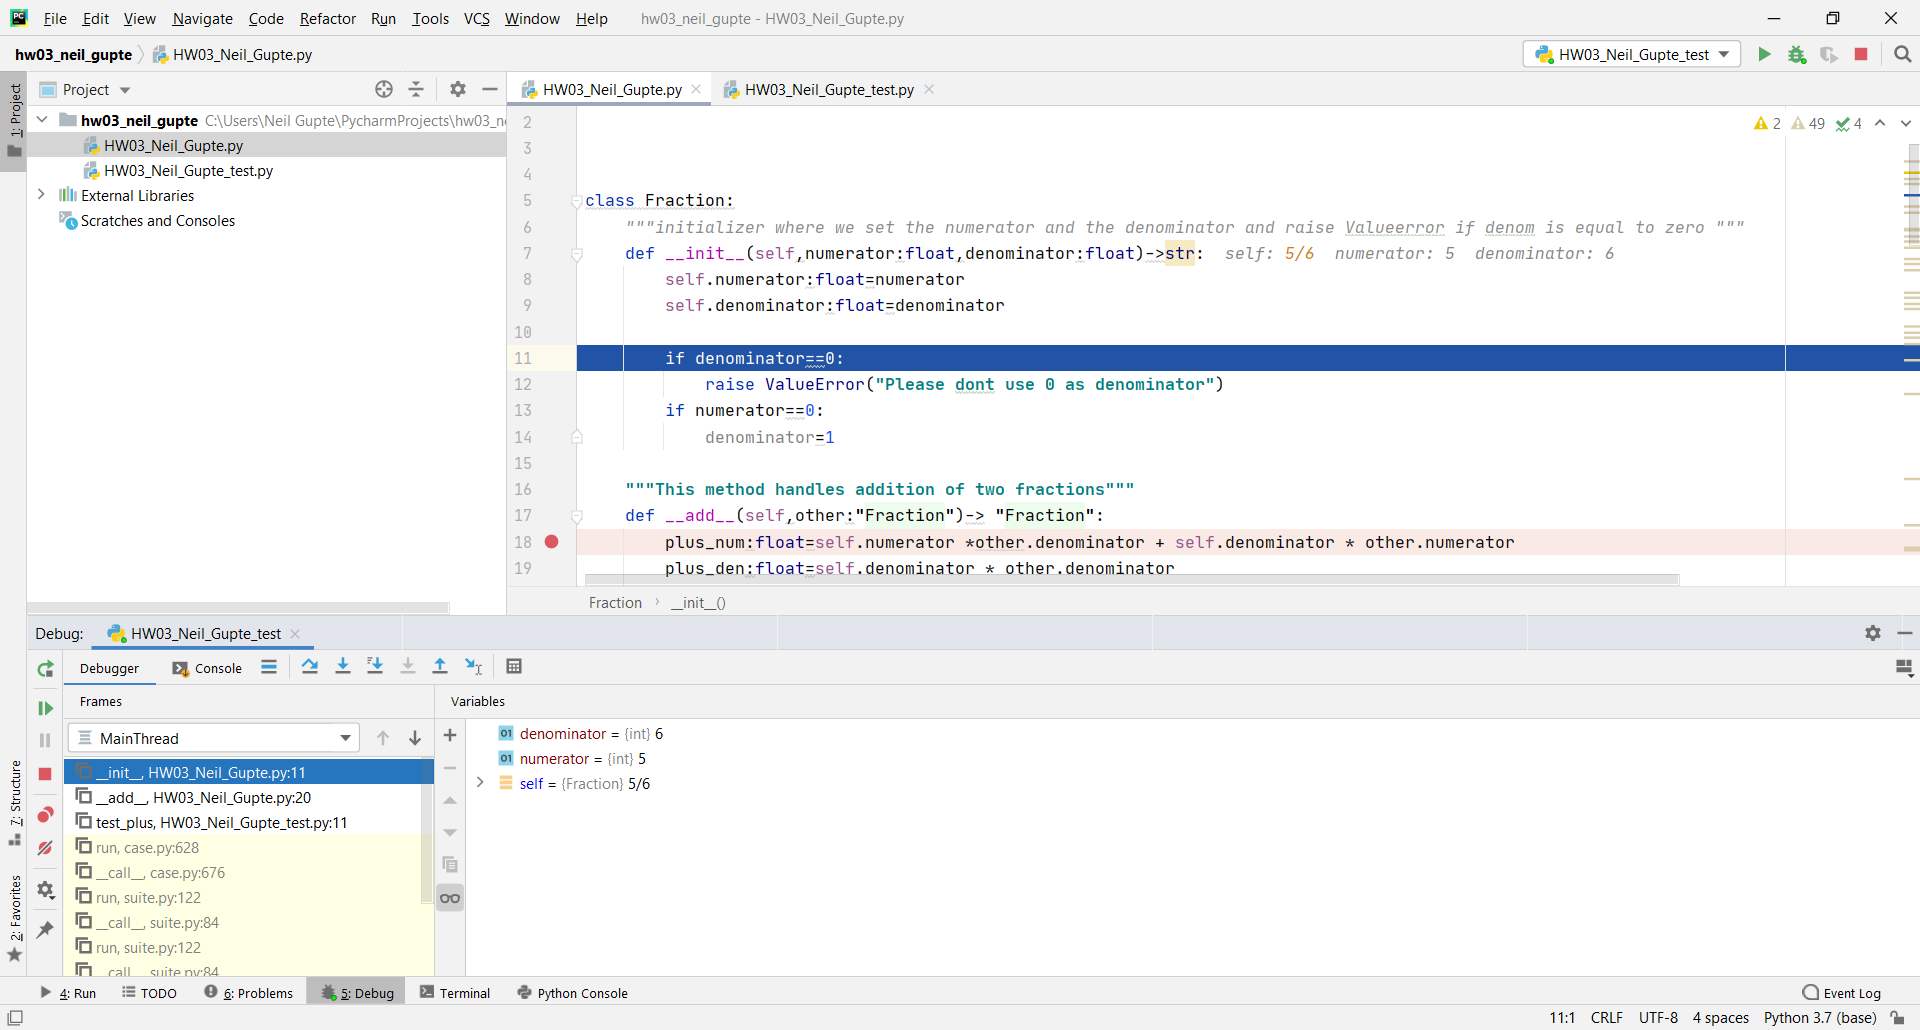 File Edit View Navigate Code Refactor Run Tools VCS Window Help hw03_neil_gupte - HW03_Neil_Gupte.py
hw03_neil_gupte HW03_Neil_Gupte.py HW03_Neil_Gupte_test
1: Project
Project
hw03_neil_gupte C:\Users\Neil Gupte\PycharmProjects\hw03_n
HW03_Neil_Gupte.py
HW03_Neil_Gupte_test.py
External Libraries
Scratches and Consoles
HW03_Neil_Gupte.py HW03_Neil_Gupte_test.py
2 49 4
2
3
4
5 class Fraction:
6 """initializer where we set the numerator and the denominator and raise Valueerror if denom is equal to zero """
7 def __init__(self,numerator:float,denominator:float)->str: self: 5/6 numerator: 5 denominator: 6
8 self.numerator:float=numerator
9 self.denominator:float=denominator
10
11 if denominator==0:
12 raise ValueError("Please dont use 0 as denominator")
13 if numerator==0:
14 denominator=1
15
16 """This method handles addition of two fractions"""
17 def __add__(self,other:"Fraction")-> "Fraction":
18 plus_num:float=self.numerator *other.denominator + self.denominator * other.numerator
19 plus_den:float=self.denominator * other.denominator
Fraction __init__()
Debug: HW03_Neil_Gupte_test
Debugger Console
Frames
Variables
MainThread
__init__, HW03_Neil_Gupte.py:11
__add__, HW03_Neil_Gupte.py:20
test_plus, HW03_Neil_Gupte_test.py:11
run, case.py:628
__call__, case.py:676
run, suite.py:122
__call__, suite.py:84
run, suite.py:122
__call__, suite.py:84
denominator = {int} 6
numerator = {int} 5
self = {Fraction} 5/6
7: Structure
2: Favorites
4: Run TODO 6: Problems 5: Debug Terminal Python Console Event Log
11:1 CRLF UTF-8 4 spaces Python 3.7 (base)